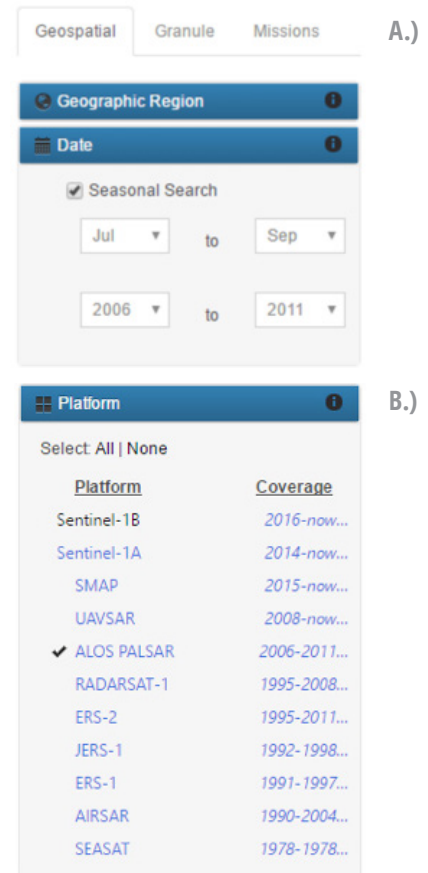 Geospatial Granule Missions A.)
Geographic Region
Date
Seasonal Search
Jul to Sep
2006 to 2011
Platform B.)
Select: All | None
Platform Coverage
Sentinel-1B 2016-now...
Sentinel-1A 2014-now...
SMAP 2015-now...
UAVSAR 2008-now...
ALOS PALSAR 2006-2011...
RADARSAT-1 1995-2008...
ERS-2 1995-2011...
JERS-1 1992-1998...
ERS-1 1991-1997...
AIRSAR 1990-2004...
SEASAT 1978-1978...